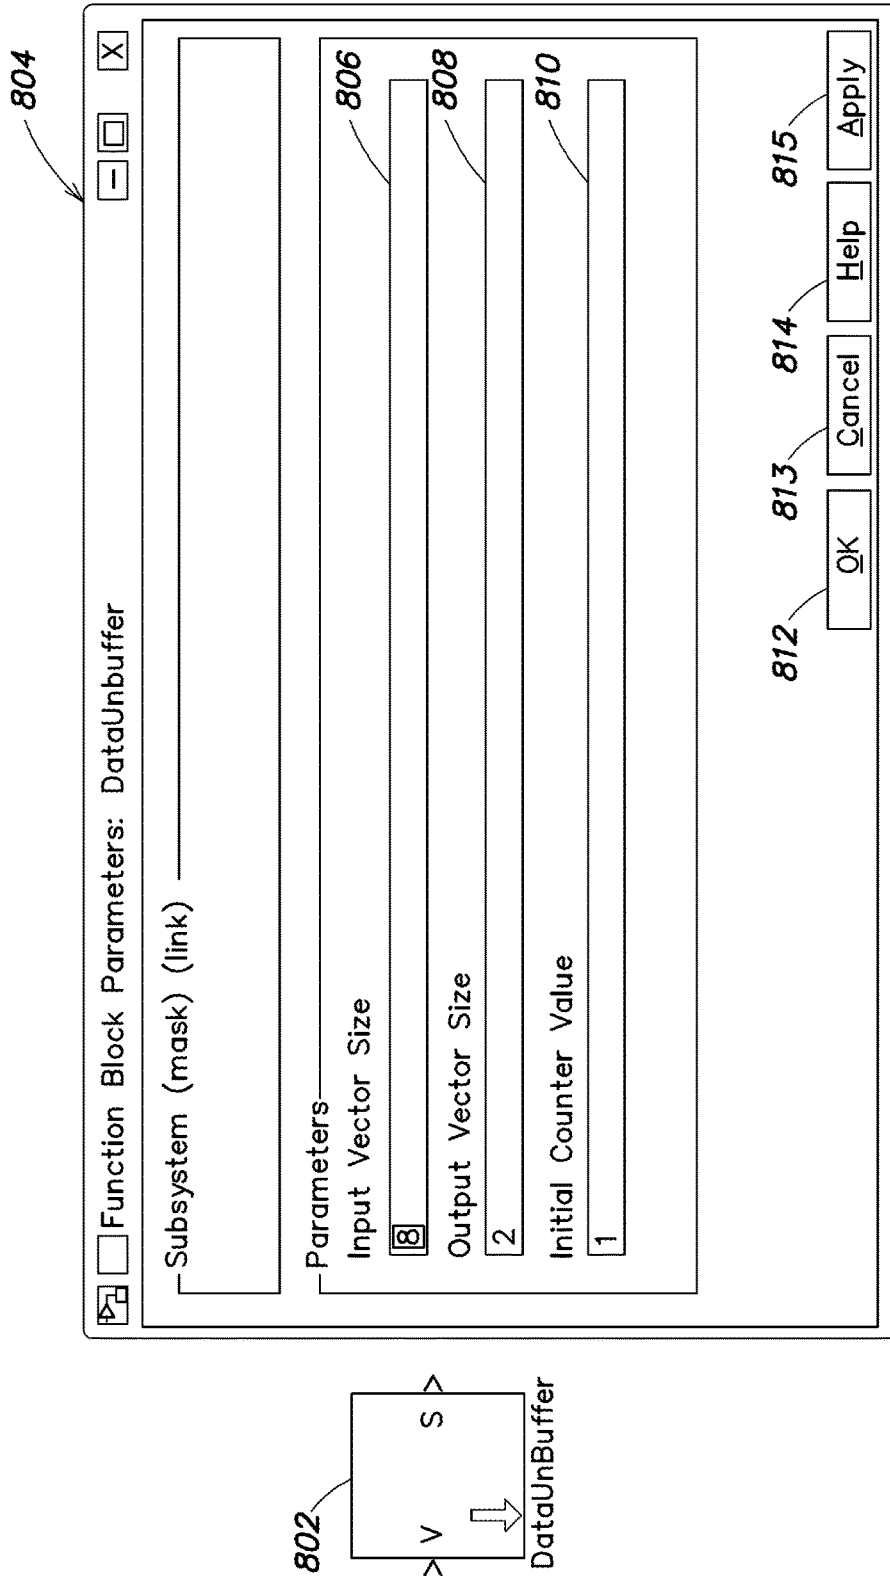 804
Function Block Parameters: DataUnbuffer
X
Subsystem (mask) (link)
Parameters
Input Vector Size
806
8
Output Vector Size
808
2
Initial Counter Value
810
1
812
813
814
815
OK
Cancel
Help
Apply
802
V
S
DataUnBuffer